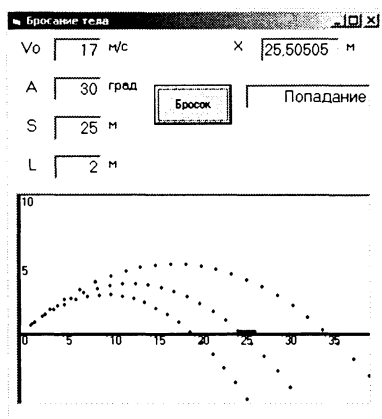 Бросание тела
Vo 17 м/с X 25,50505 м
A 30 град Бросок Попадание
S 25 м
L 2 м
10
5
0 5 10 15 20 25 30 35